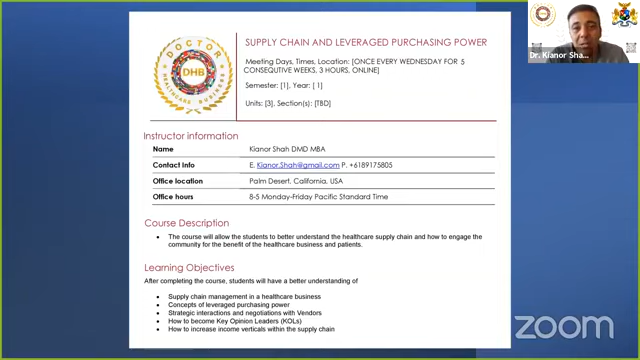 DOCTOR
DHB
HEALTHCARE BUSINESS
SUPPLY CHAIN AND LEVERAGED PURCHASING POWER
Meeting Days, Times, Location: [ONCE EVERY WEDNESDAY FOR 5
CONSEQUTIVE WEEKS, 3 HOURS, ONLINE]
Semester: [1], Year: [ 1]
Units: [3], Section(s): [TBD]
Instructor information
Name Kianor Shah DMD MBA
Contact Info E. Kianor.Shah@gmail.com P. +6189175805
Office location Palm Desert, California, USA
Office hours 8-5 Monday-Friday Pacific Standard Time
Course Description
• The course will allow the students to better understand the healthcare supply chain and how to engage the
community for the benefit of the healthcare business and patients.
Learning Objectives
After completing the course, students will have a better understanding of
• Supply chain management in a healthcare business
• Concepts of leveraged purchasing power
• Strategic interactions and negotiations with Vendors
• How to become Key Opinion Leaders (KOLs)
• How to increase income verticals within the supply chain
Dr. Kianor Sha...
zoom